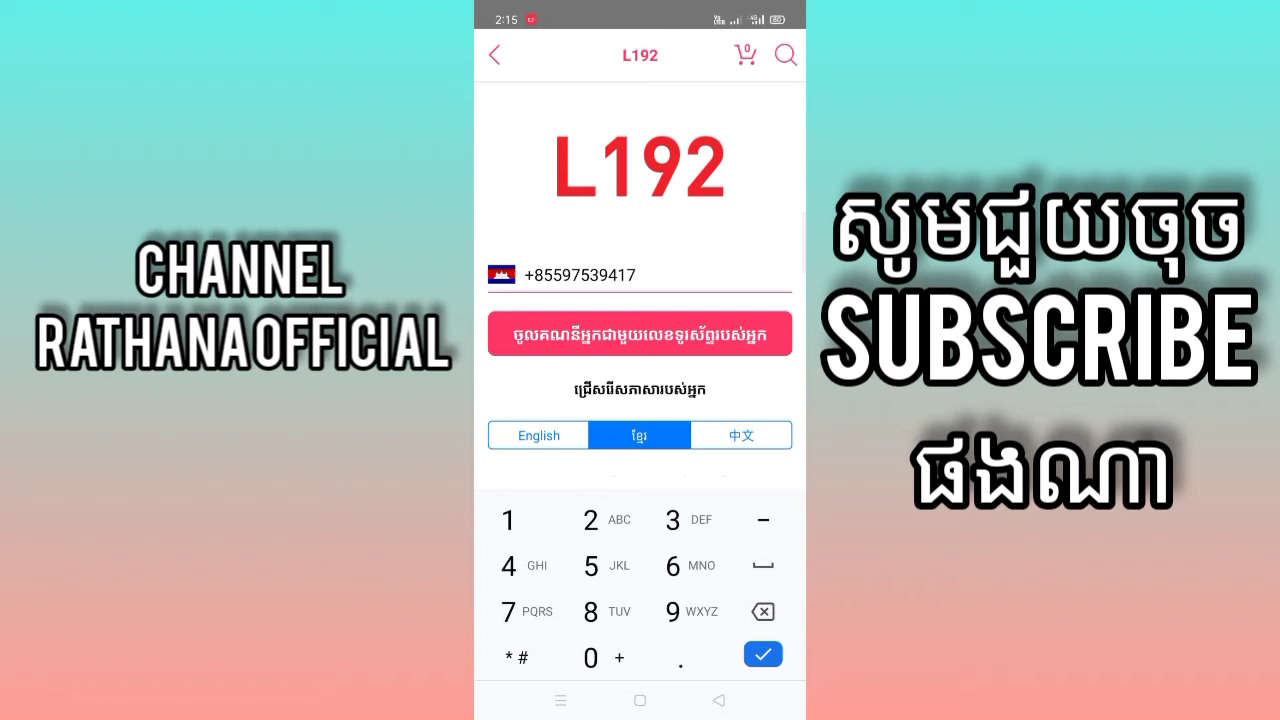 CHANNEL
RATHANA OFFICIAL
2:15
80
L192
0
L192
+85597539417
ចូលគណនីអ្នកជាមួយលេខទូរស័ព្ទរបស់អ្នក
ជ្រើសរើសភាសារបស់អ្នក
English ខ្មែរ 中文
1 2 ABC 3 DEF -
4 GHI 5 JKL 6 MNO
7 PQRS 8 TUV 9 WXYZ
* # 0 + .
សូមជួយចុច
SUBSCRIBE
ផងណា